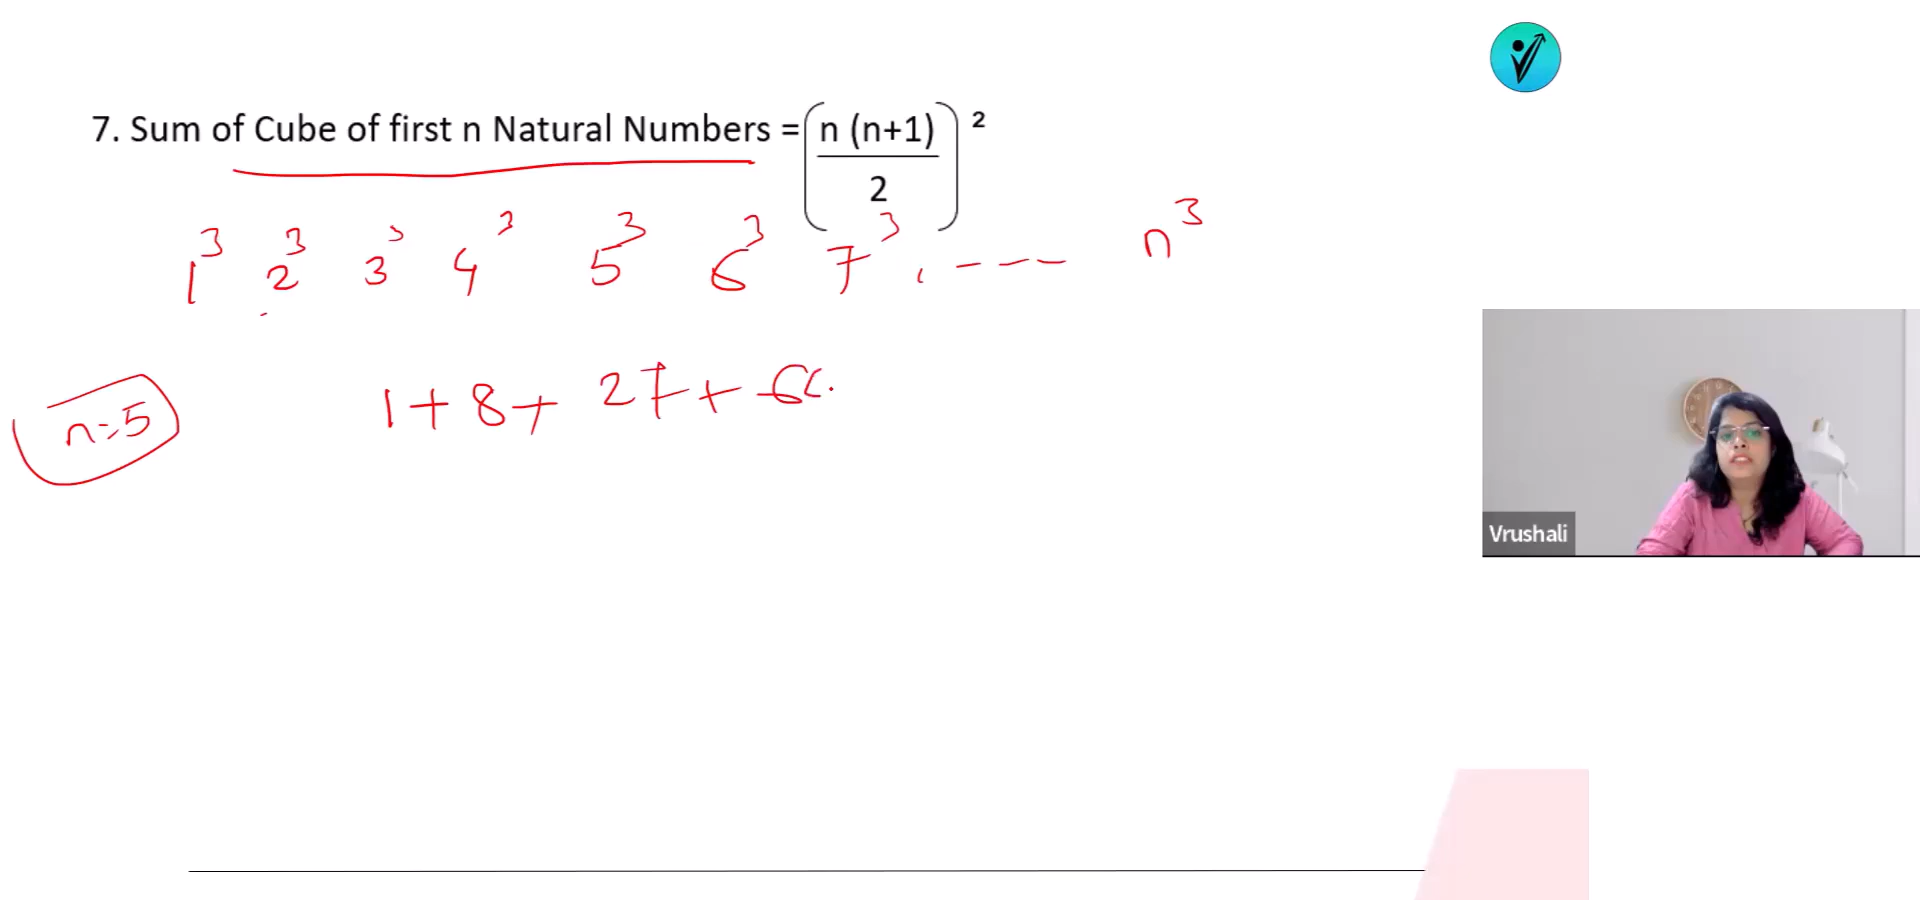 7. Sum of Cube of first n Natural Numbers = (n (n+1) / 2)²
1³ 2³ 3³ 4³ 5³ 6³ 7³ , ---- n³
n=5
1 + 8 + 27 + 64
Vrushali